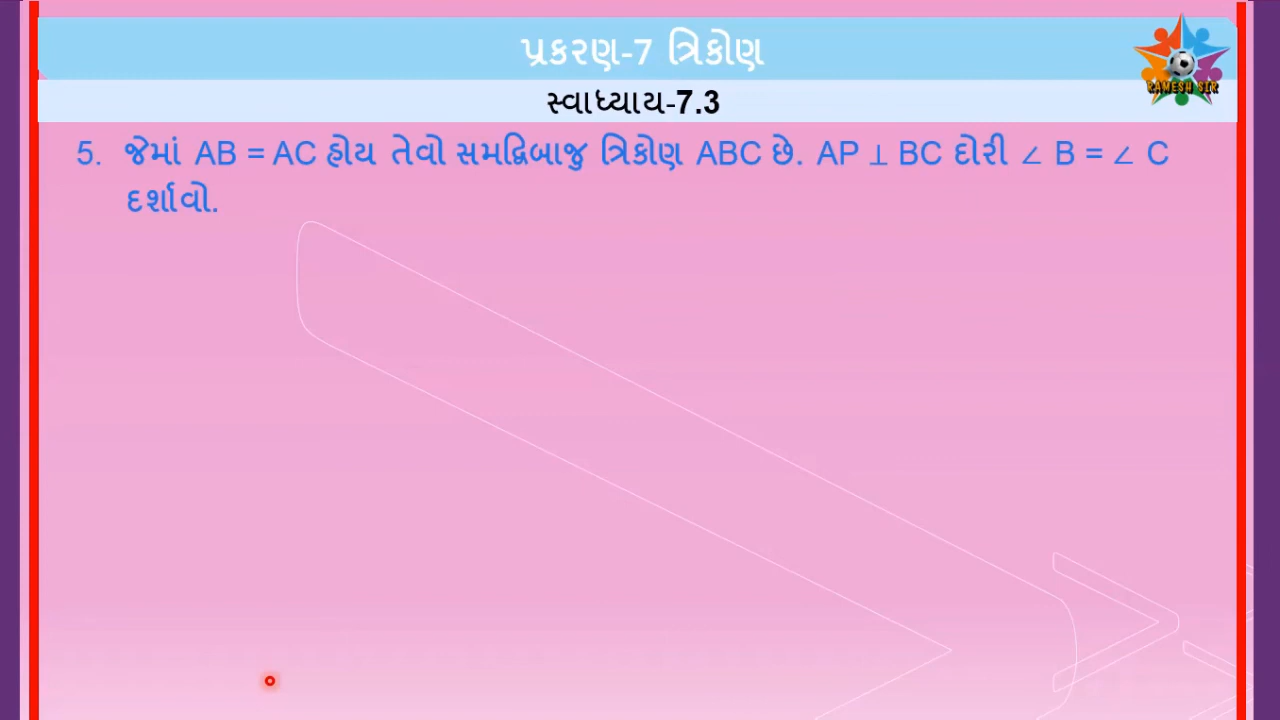 પ્રકરણ-7 ત્રિકોણ
RAMESH SIR
સ્વાધ્યાય-7.3
5. જેમાં AB = AC હોય તેવો સમદ્વિબાજુ ત્રિકોણ ABC છે. AP ⊥ BC દોરી ∠ B = ∠ C
દર્શાવો.